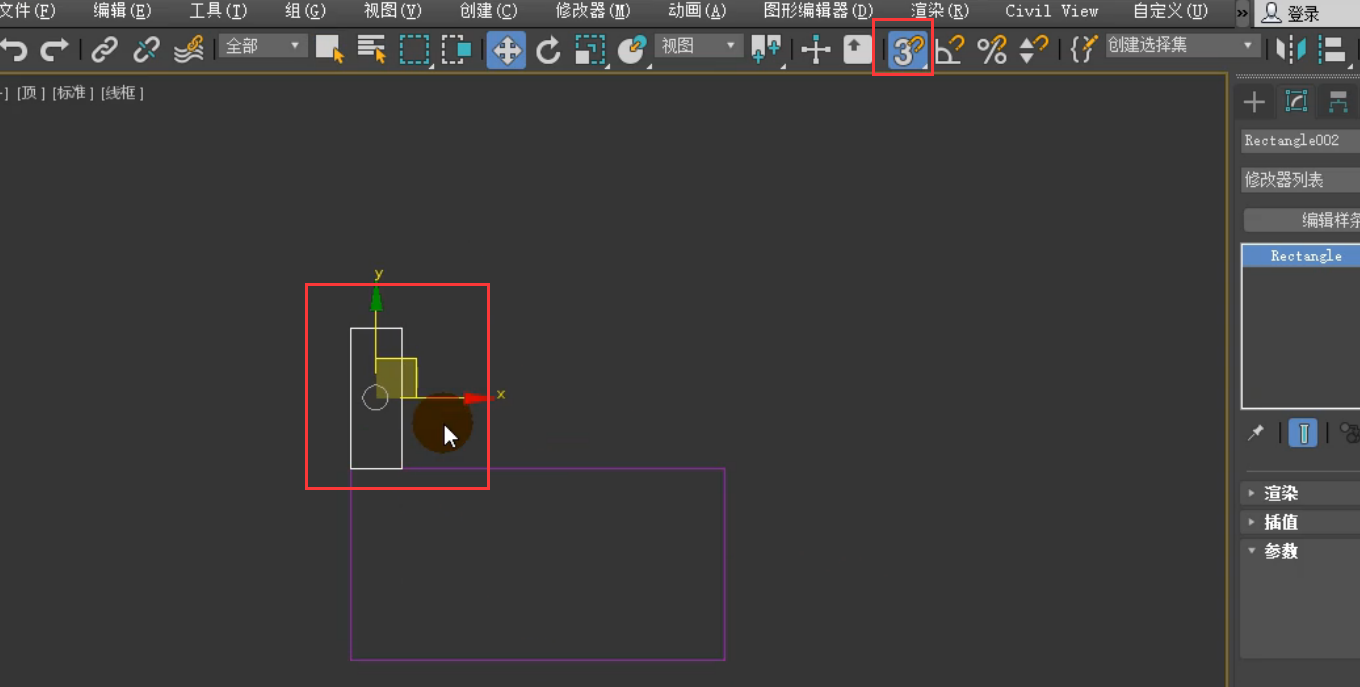 文件(F) 编辑(E) 工具(T) 组(G) 视图(V) 创建(C) 修改器(M) 动画(A) 图形编辑器(D) 渲染(R) Civil View 自定义(U) » 登录
全部 视图 3 % 创建选择集
] [顶 ] [标准 ] [线框 ]
Rectangle002
修改器列表
编辑样条
Rectangle
y
x
渲染
插值
参数